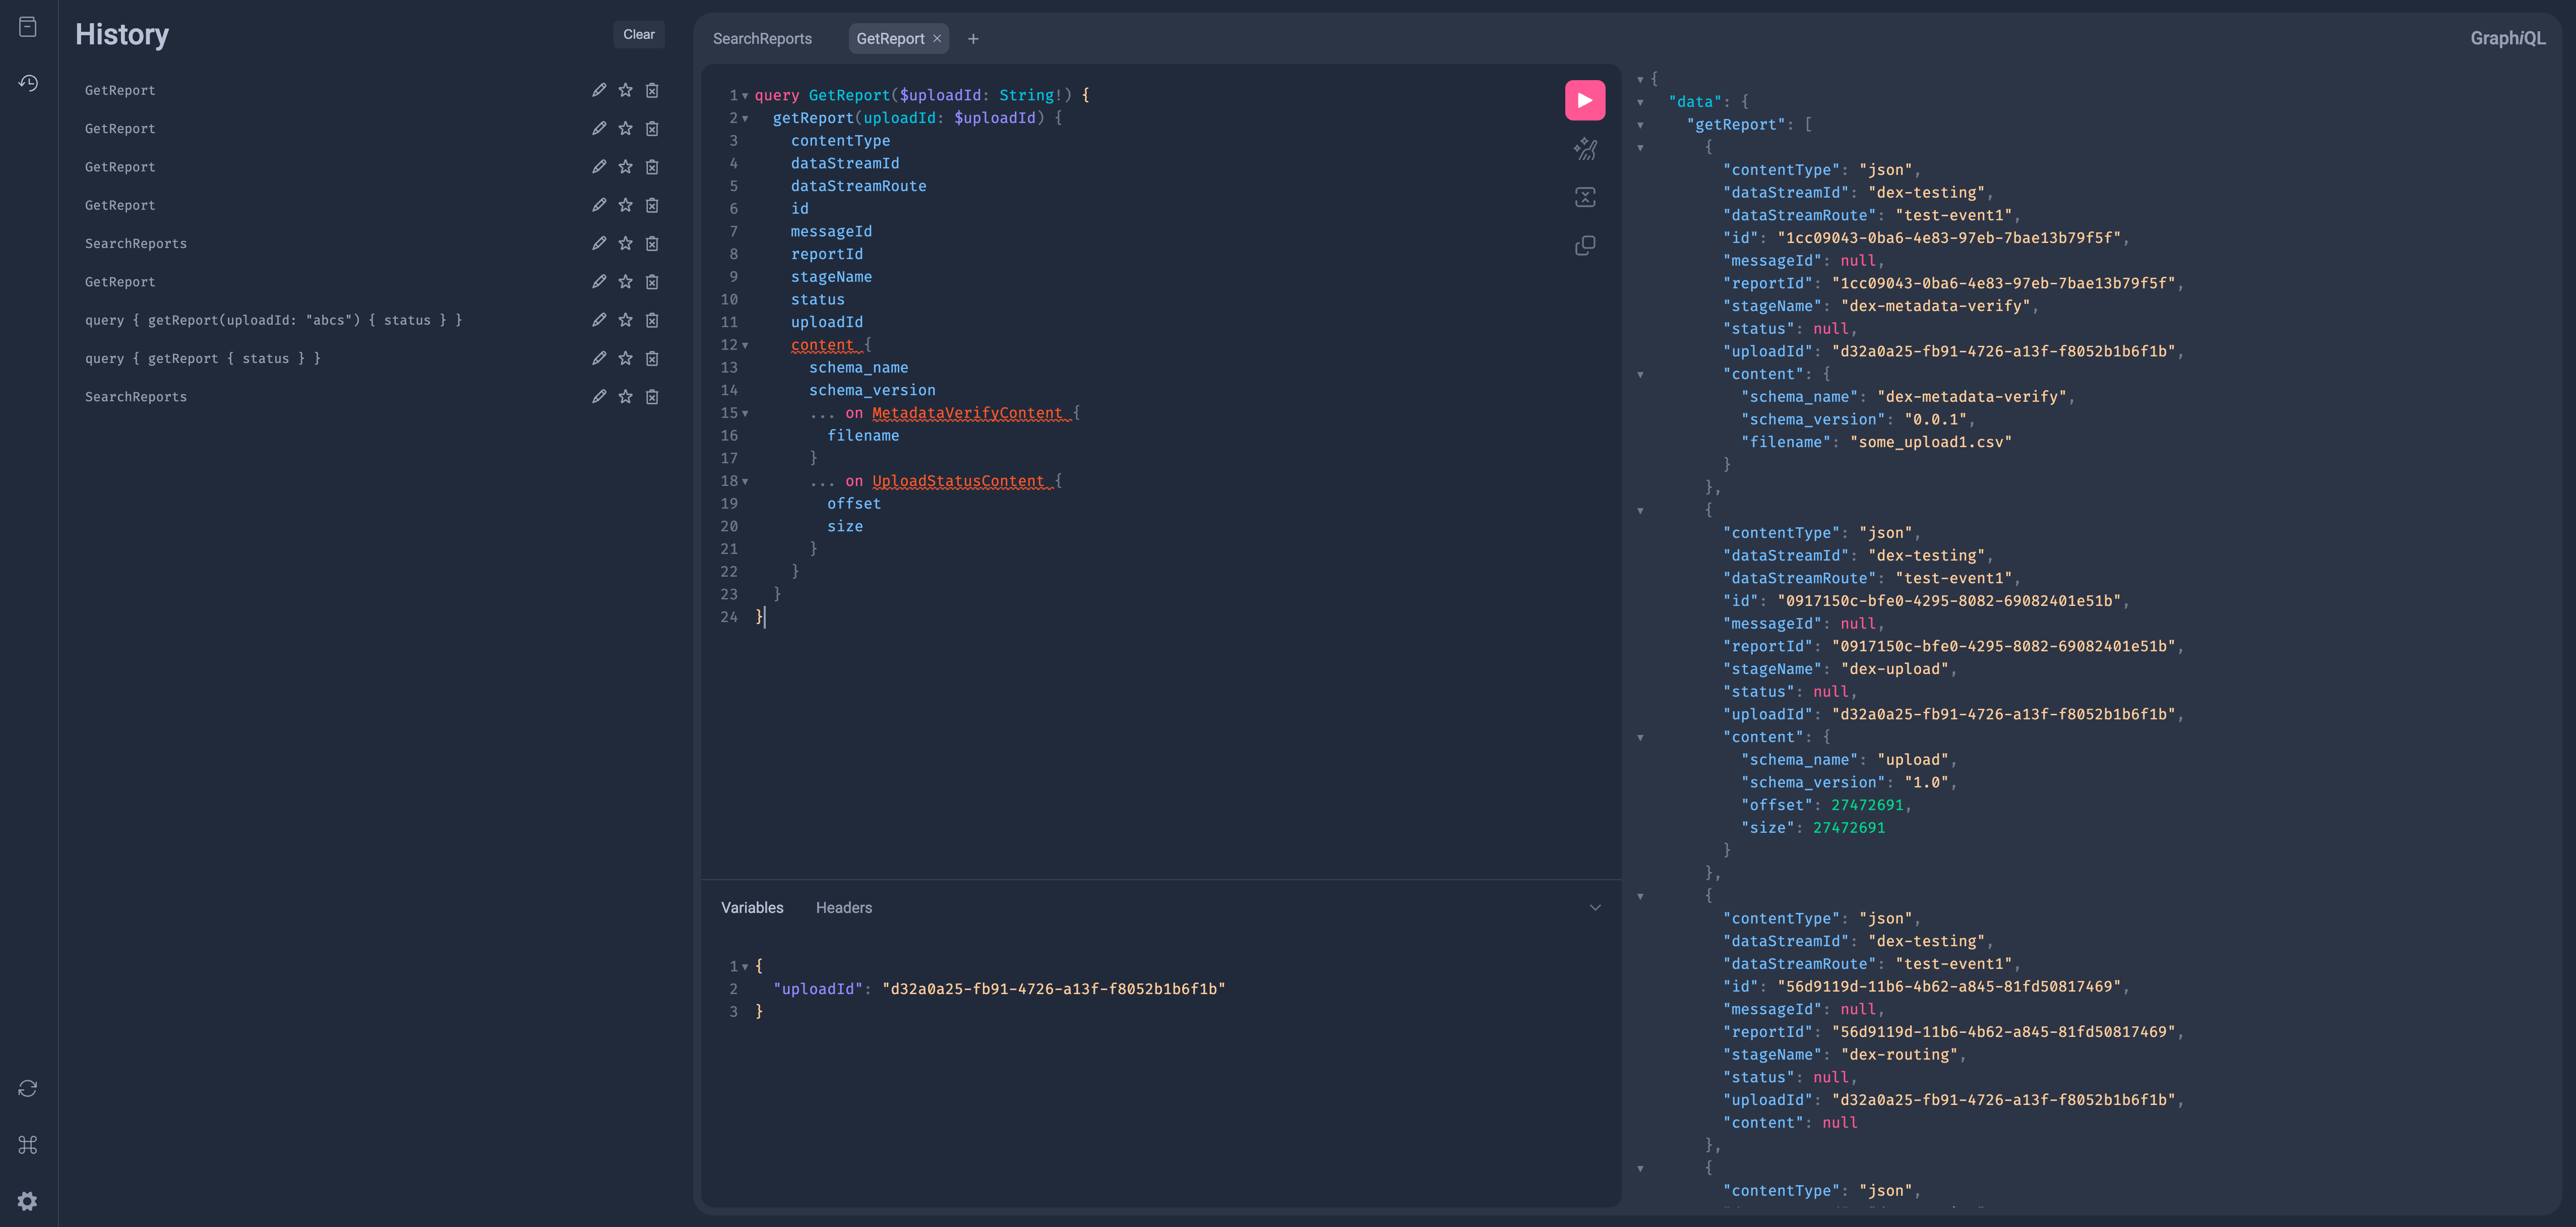 History
Clear
GetReport
GetReport
GetReport
GetReport
SearchReports
GetReport
query { getReport(uploadId: "abcs") { status } }
query { getReport { status } }
SearchReports
SearchReports
GetReport
GraphiQL
1 query GetReport($uploadId: String!) {
2 getReport(uploadId: $uploadId) {
3 contentType
4 dataStreamId
5 dataStreamRoute
6 id
7 messageId
8 reportId
9 stageName
10 status
11 uploadId
12 content {
13 schema_name
14 schema_version
15 ... on MetadataVerifyContent {
16 filename
17 }
18 ... on UploadStatusContent {
19 offset
20 size
21 }
22 }
23 }
24 }
Variables
Headers
1 {
2 "uploadId": "d32a0a25-fb91-4726-a13f-f8052b1b6f1b"
3 }
{
"data": {
"getReport": [
{
"contentType": "json",
"dataStreamId": "dex-testing",
"dataStreamRoute": "test-event1",
"id": "1cc09043-0ba6-4e83-97eb-7bae13b79f5f",
"messageId": null,
"reportId": "1cc09043-0ba6-4e83-97eb-7bae13b79f5f",
"stageName": "dex-metadata-verify",
"status": null,
"uploadId": "d32a0a25-fb91-4726-a13f-f8052b1b6f1b",
"content": {
"schema_name": "dex-metadata-verify",
"schema_version": "0.0.1",
"filename": "some_upload1.csv"
}
},
{
"contentType": "json",
"dataStreamId": "dex-testing",
"dataStreamRoute": "test-event1",
"id": "0917150c-bfe0-4295-8082-69082401e51b",
"messageId": null,
"reportId": "0917150c-bfe0-4295-8082-69082401e51b",
"stageName": "dex-upload",
"status": null,
"uploadId": "d32a0a25-fb91-4726-a13f-f8052b1b6f1b",
"content": {
"schema_name": "upload",
"schema_version": "1.0",
"offset": 27472691,
"size": 27472691
}
},
{
"contentType": "json",
"dataStreamId": "dex-testing",
"dataStreamRoute": "test-event1",
"id": "56d9119d-11b6-4b62-a845-81fd50817469",
"messageId": null,
"reportId": "56d9119d-11b6-4b62-a845-81fd50817469",
"stageName": "dex-routing",
"status": null,
"uploadId": "d32a0a25-fb91-4726-a13f-f8052b1b6f1b",
"content": null
},
{
"contentType": "json",